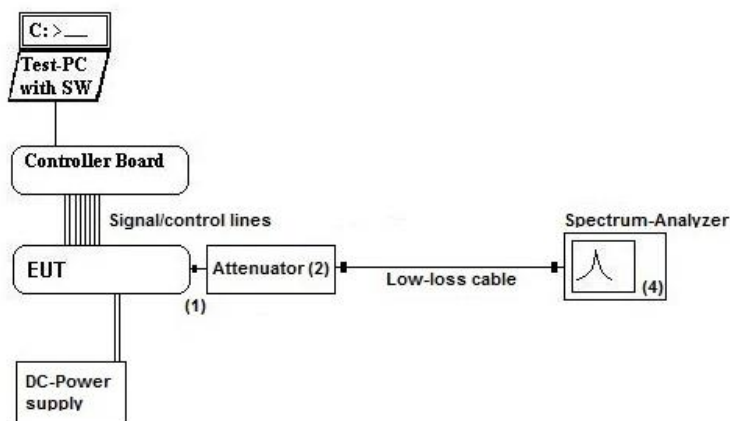 C: >__
Test-PC
with SW
Controller Board
Signal/control lines
Spectrum-Analyzer
EUT
Attenuator (2)
Low-loss cable
(4)
(1)
DC-Power
supply